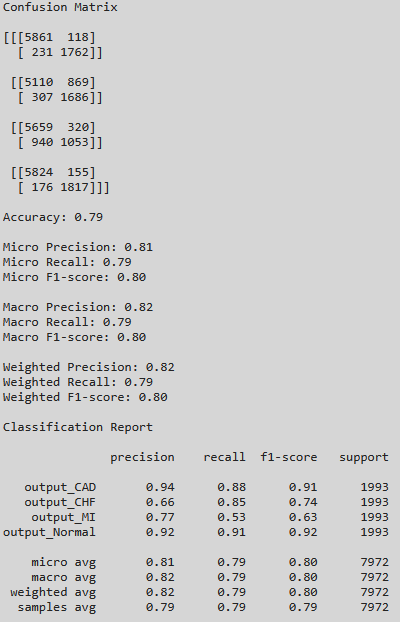 Confusion Matrix
[[[5861 118]
[ 231 1762]]
[[5110 869]
[ 307 1686]]
[[5659 320]
[ 940 1053]]
[[5824 155]
[ 176 1817]]]
Accuracy: 0.79
Micro Precision: 0.81
Micro Recall: 0.79
Micro F1-score: 0.80
Macro Precision: 0.82
Macro Recall: 0.79
Macro F1-score: 0.80
Weighted Precision: 0.82
Weighted Recall: 0.79
Weighted F1-score: 0.80
Classification Report
precision recall f1-score support
output_CAD 0.94 0.88 0.91 1993
output_CHF 0.66 0.85 0.74 1993
output_MI 0.77 0.53 0.63 1993
output_Normal 0.92 0.91 0.92 1993
micro avg 0.81 0.79 0.80 7972
macro avg 0.82 0.79 0.80 7972
weighted avg 0.82 0.79 0.80 7972
samples avg 0.79 0.79 0.79 7972